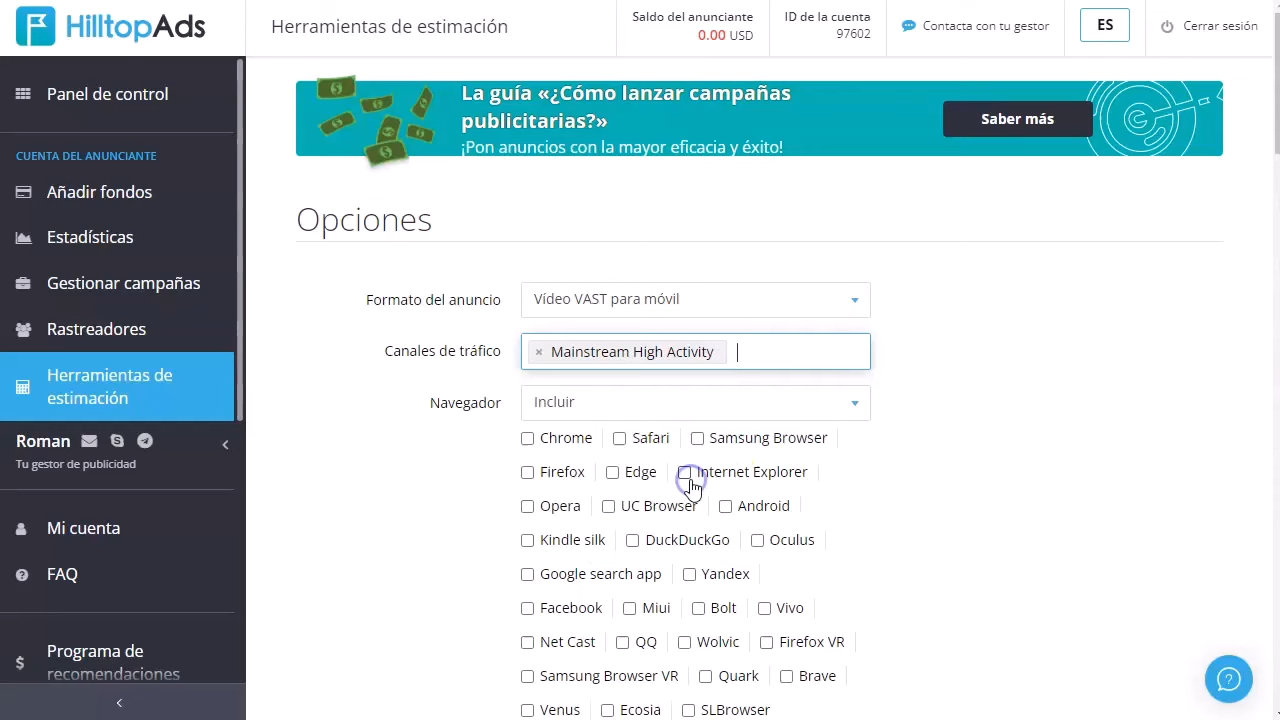 HilltopAds
Herramientas de estimación
Saldo del anunciante
0.00 USD
ID de la cuenta
97602
Contacta con tu gestor
ES
Cerrar sesión
Panel de control
CUENTA DEL ANUNCIANTE
Añadir fondos
Estadísticas
Gestionar campañas
Rastreadores
Herramientas de
estimación
Roman
Tu gestor de publicidad
Mi cuenta
FAQ
Programa de
recomendaciones
La guía «¿Cómo lanzar campañas
publicitarias?»
¡Pon anuncios con la mayor eficacia y éxito!
Saber más
Opciones
Formato del anuncio
Vídeo VAST para móvil
Canales de tráfico
× Mainstream High Activity
Navegador
Incluir
Chrome Safari Samsung Browser
Firefox Edge Internet Explorer
Opera UC Browser Android
Kindle silk DuckDuckGo Oculus
Google search app Yandex
Facebook Miui Bolt Vivo
Net Cast QQ Wolvic Firefox VR
Samsung Browser VR Quark Brave
Venus Ecosia SLBrowser